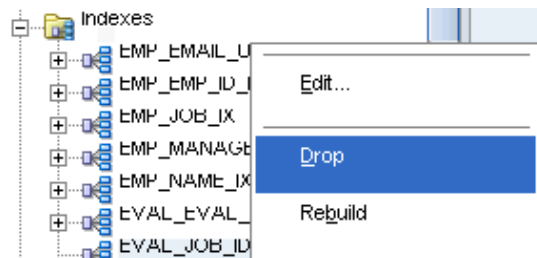 Indexes
EMP_EMAIL_U
EMP_EMP_ID_
Edit...
EMP_JOB_IX
EMP_MANAGE
Drop
EMP_NAME_IX
EVAL_EVAL_
Rebuild
EVAL_JOB_ID